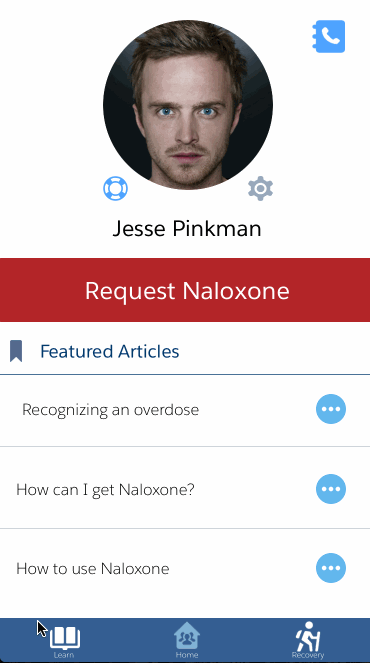 Jesse Pinkman
Request Naloxone
Featured Articles
Recognizing an overdose
How can I get Naloxone?
How to use Naloxone
Learn
Home
Recovery